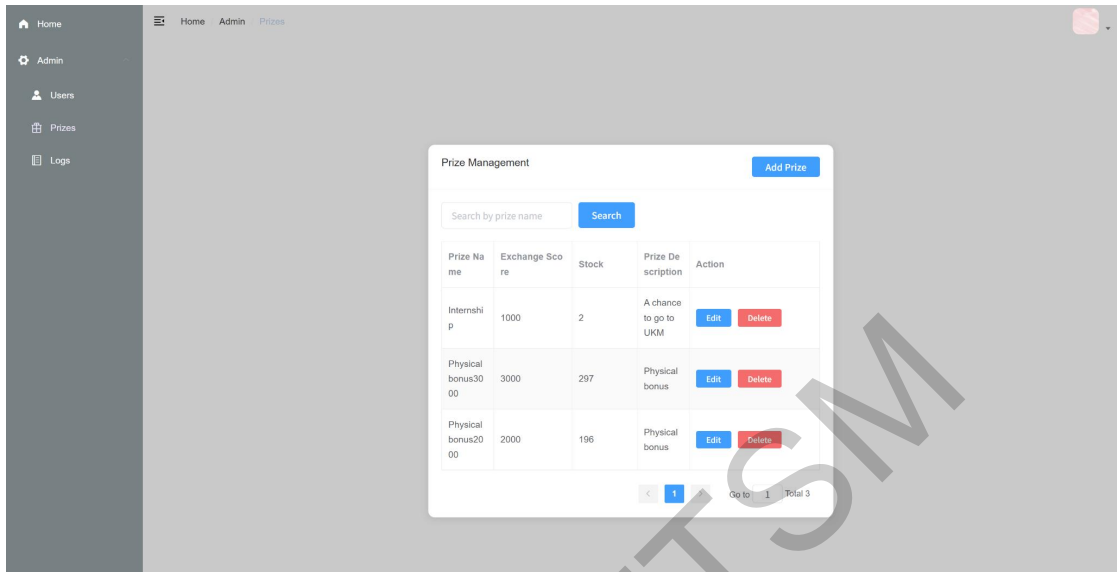 Home
Home Admin Prizes
Admin
Users
Prizes
Logs
Prize Management
Add Prize
Search by prize name
Search
Prize Na
me
Exchange Sco
re
Stock
Prize De
scription
Action
Internshi
p
1000
2
A chance
to go to
UKM
Edit
Delete
Physical
bonus30
00
3000
297
Physical
bonus
Edit
Delete
Physical
bonus20
00
2000
196
Physical
bonus
Edit
Delete
< 1 > Go to 1 Total 3
TSM